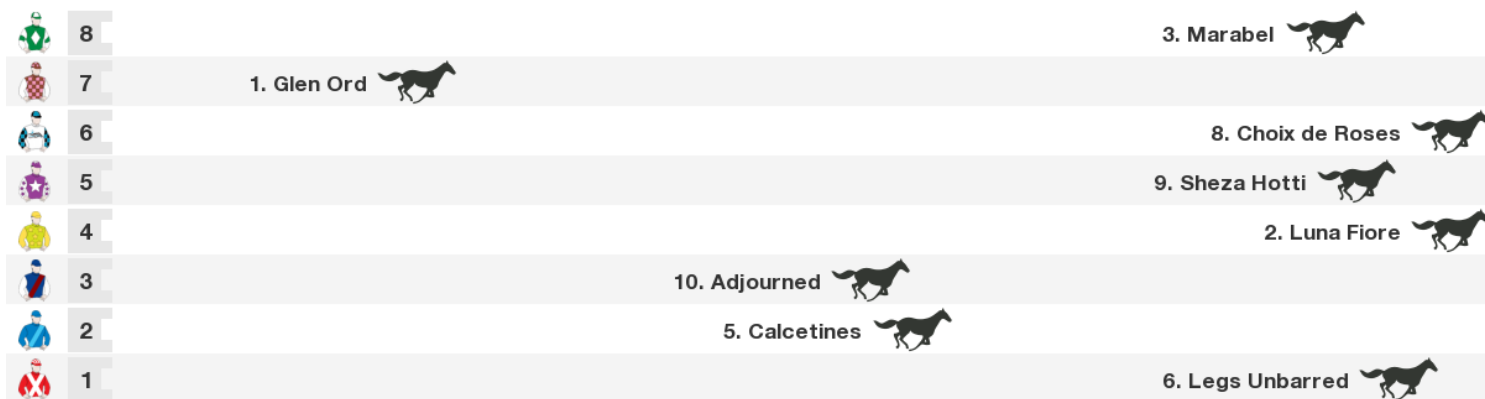 8 3. Marabel
7 1. Glen Ord
6 8. Choix de Roses
5 9. Sheza Hotti
4 2. Luna Fiore
3 10. Adjourned
2 5. Calcetines
1 6. Legs Unbarred